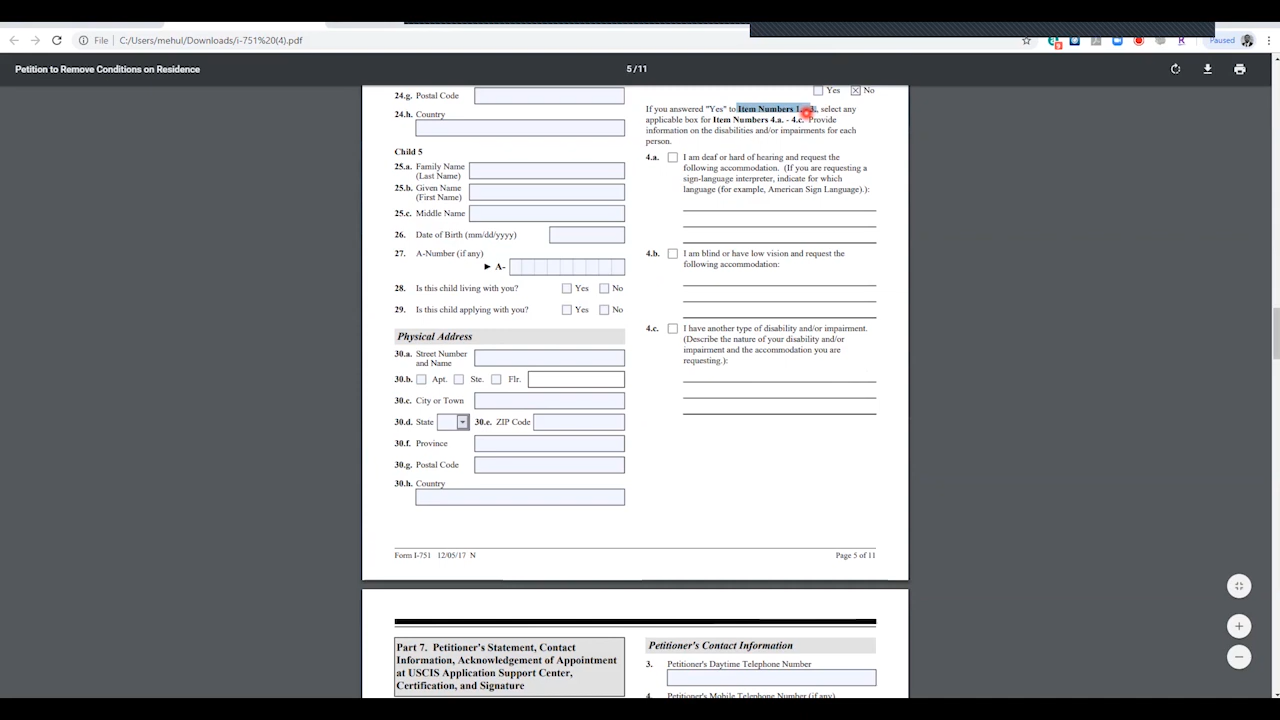 File | C:/Users/mehul/Downloads/i-751%20(4).pdf
Paused
Petition to Remove Conditions on Residence
5 / 11
24.g. Postal Code
24.h. Country
Child 5
25.a. Family Name
(Last Name)
25.b. Given Name
(First Name)
25.c. Middle Name
26. Date of Birth (mm/dd/yyyy)
27. A-Number (if any)
► A-
28. Is this child living with you? Yes No
29. Is this child applying with you? Yes No
Physical Address
30.a. Street Number
and Name
30.b. Apt. Ste. Flr.
30.c. City or Town
30.d. State 30.e. ZIP Code
30.f. Province
30.g. Postal Code
30.h. Country
Yes No
If you answered "Yes" to Item Numbers 1. - 3., select any
applicable box for Item Numbers 4.a. - 4.c. Provide
information on the disabilities and/or impairments for each
person.
4.a. I am deaf or hard of hearing and request the
following accommodation. (If you are requesting a
sign-language interpreter, indicate for which
language (for example, American Sign Language).):
4.b. I am blind or have low vision and request the
following accommodation:
4.c. I have another type of disability and/or impairment.
(Describe the nature of your disability and/or
impairment and the accommodation you are
requesting.):
Form I-751 12/05/17 N
Page 5 of 11
Part 7. Petitioner's Statement, Contact
Information, Acknowledgement of Appointment
at USCIS Application Support Center,
Certification, and Signature
Petitioner's Contact Information
3. Petitioner's Daytime Telephone Number
4. Petitioner's Mobile Telephone Number (if any)